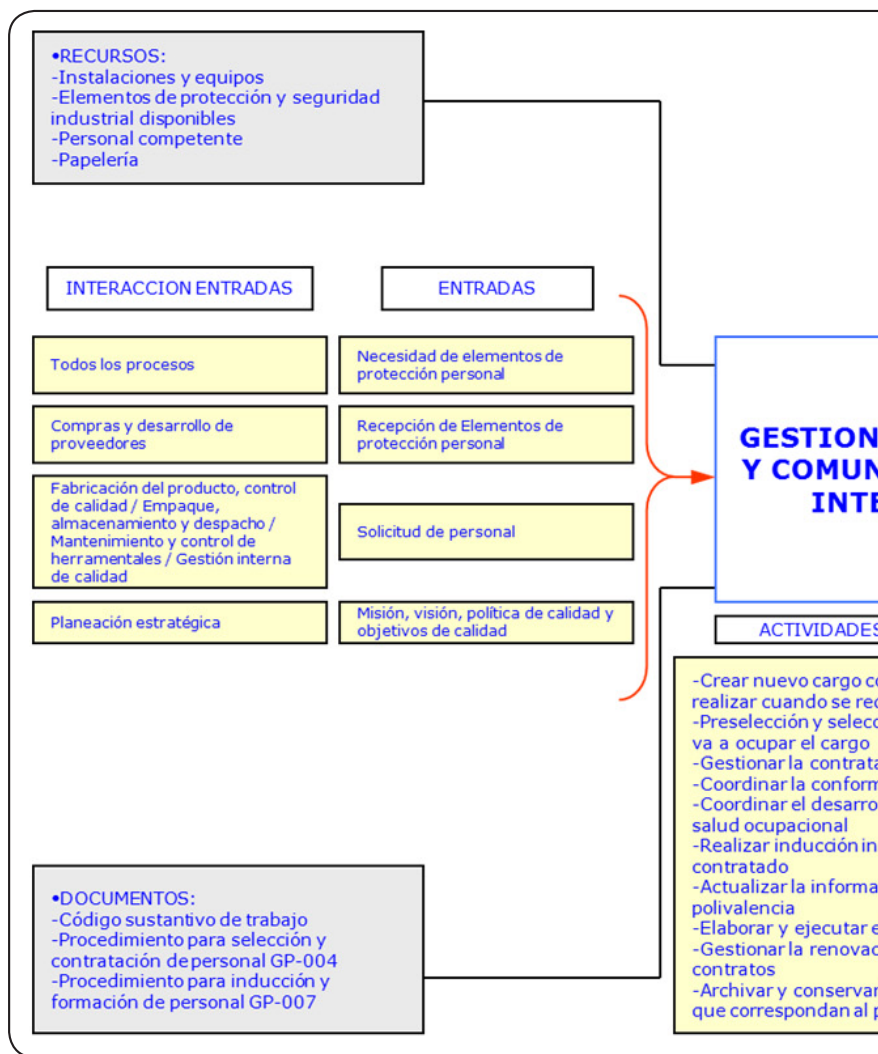 •RECURSOS:
-Instalaciones y equipos
-Elementos de protección y seguridad
industrial disponibles
-Personal competente
-Papelería
INTERACCION ENTRADAS
ENTRADAS
Todos los procesos
Necesidad de elementos de
protección personal
Compras y desarrollo de
proveedores
Recepción de Elementos de
protección personal
Fabricación del producto, control
de calidad / Empaque,
almacenamiento y despacho /
Mantenimiento y control de
herramentales / Gestión interna
de calidad
Solicitud de personal
Planeación estratégica
Misión, visión, política de calidad y
objetivos de calidad
GESTION
Y COMUN
INTE
ACTIVIDADES
-Crear nuevo cargo co
realizar cuando se req
-Preselección y selecc
va a ocupar el cargo
-Gestionar la contrata
-Coordinar la conform
-Coordinar el desarro
salud ocupacional
-Realizar inducción in
contratado
-Actualizar la informa
polivalencia
-Elaborar y ejecutar e
-Gestionar la renovac
contratos
-Archivar y conservar
que correspondan al p
•DOCUMENTOS:
-Código sustantivo de trabajo
-Procedimiento para selección y
contratación de personal GP-004
-Procedimiento para inducción y
formación de personal GP-007